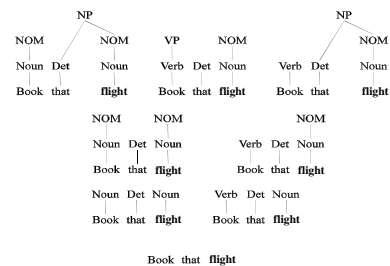 NP NP
NOM NOM VP NOM NOM
Noun Det Noun Verb Det Noun Verb Det Noun
Book that flight Book that flight Book that flight
NOM NOM NOM
Noun Det Noun Verb Det Noun
Book that flight Book that flight
Noun Det Noun Verb Det Noun
Book that flight Book that flight
Book that flight